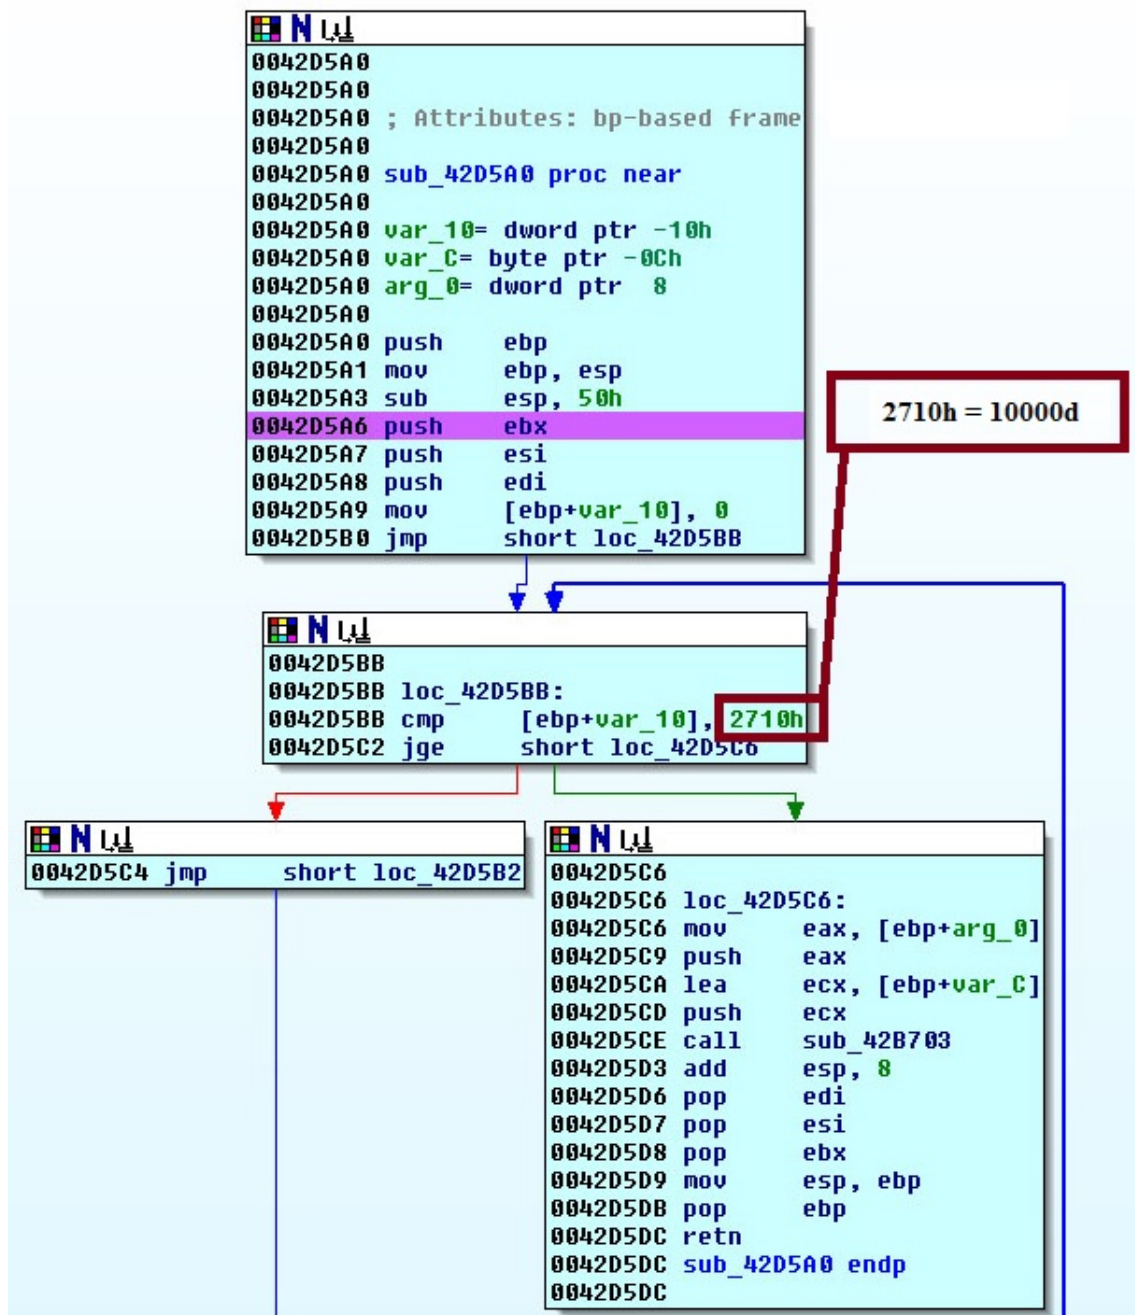 0042D5A0
0042D5A0
0042D5A0 ; Attributes: bp-based frame
0042D5A0
0042D5A0 sub_42D5A0 proc near
0042D5A0
0042D5A0 var_10= dword ptr -10h
0042D5A0 var_C= byte ptr -0Ch
0042D5A0 arg_0= dword ptr  8
0042D5A0
0042D5A0 push    ebp
0042D5A1 mov     ebp, esp
0042D5A3 sub     esp, 50h
0042D5A6 push    ebx
0042D5A7 push    esi
0042D5A8 push    edi
0042D5A9 mov     [ebp+var_10], 0
0042D5B0 jmp     short loc_42D5BB
2710h = 10000d
0042D5BB
0042D5BB loc_42D5BB:
0042D5BB cmp     [ebp+var_10], 2710h
0042D5C2 jge     short loc_42D5C6
0042D5C4 jmp     short loc_42D5B2
0042D5C6
0042D5C6 loc_42D5C6:
0042D5C6 mov     eax, [ebp+arg_0]
0042D5C9 push    eax
0042D5CA lea     ecx, [ebp+var_C]
0042D5CD push    ecx
0042D5CE call    sub_42B703
0042D5D3 add     esp, 8
0042D5D6 pop     edi
0042D5D7 pop     esi
0042D5D8 pop     ebx
0042D5D9 mov     esp, ebp
0042D5DB pop     ebp
0042D5DC retn
0042D5DC sub_42D5A0 endp
0042D5DC